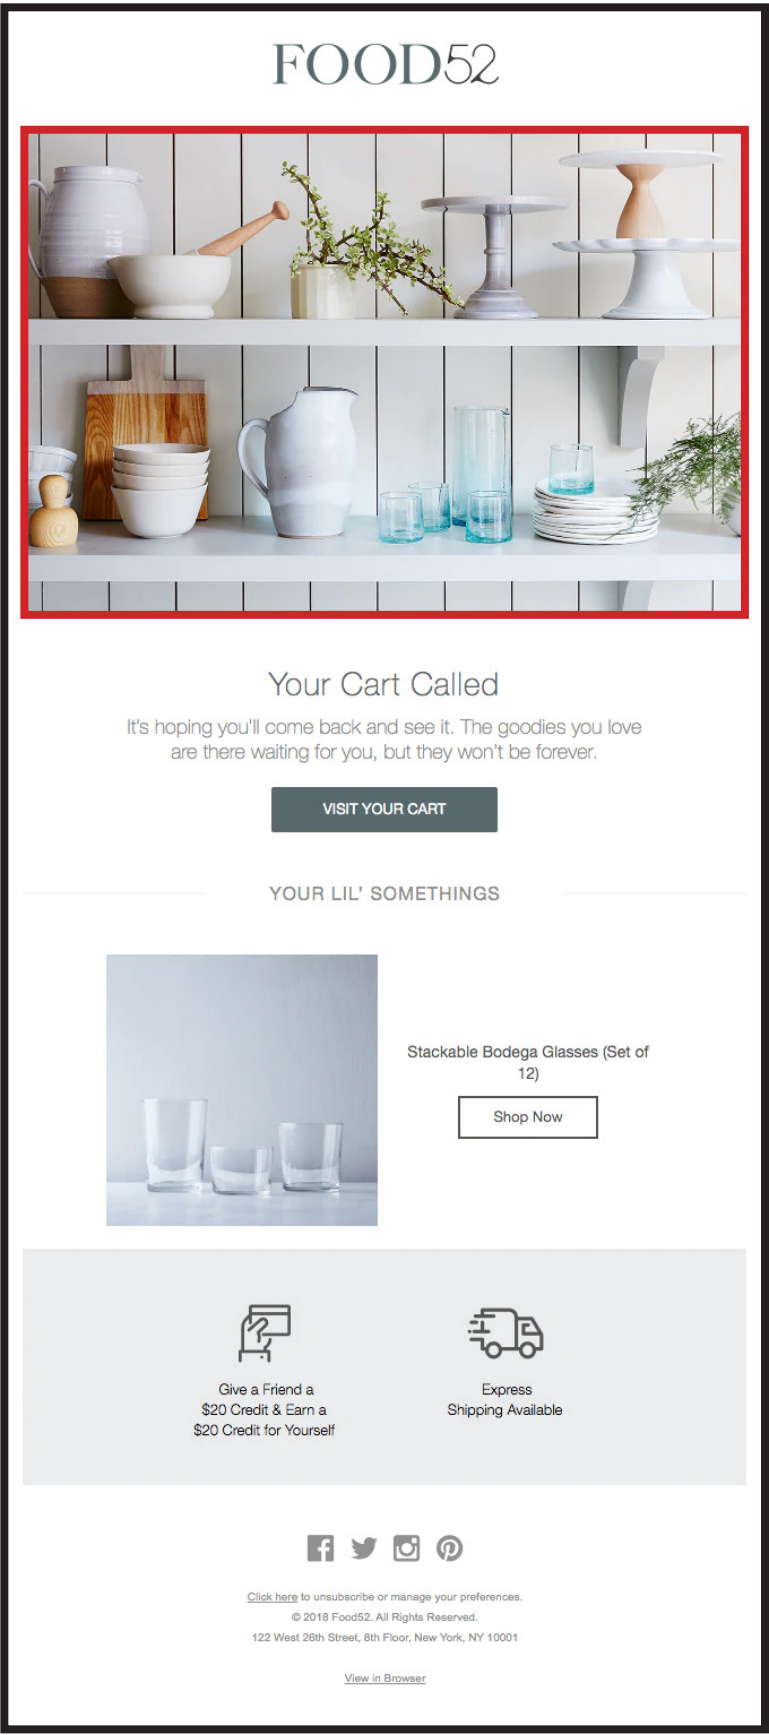 FOOD52
Your Cart Called
It's hoping you'll come back and see it. The goodies you love
are there waiting for you, but they won't be forever.
VISIT YOUR CART
YOUR LIL' SOMETHINGS
Stackable Bodega Glasses (Set of
12)
Shop Now
Give a Friend a
$20 Credit & Earn a
$20 Credit for Yourself
Express
Shipping Available
Click here to unsubscribe or manage your preferences.
© 2018 Food52. All Rights Reserved.
122 West 26th Street, 8th Floor, New York, NY 10001
View in Browser